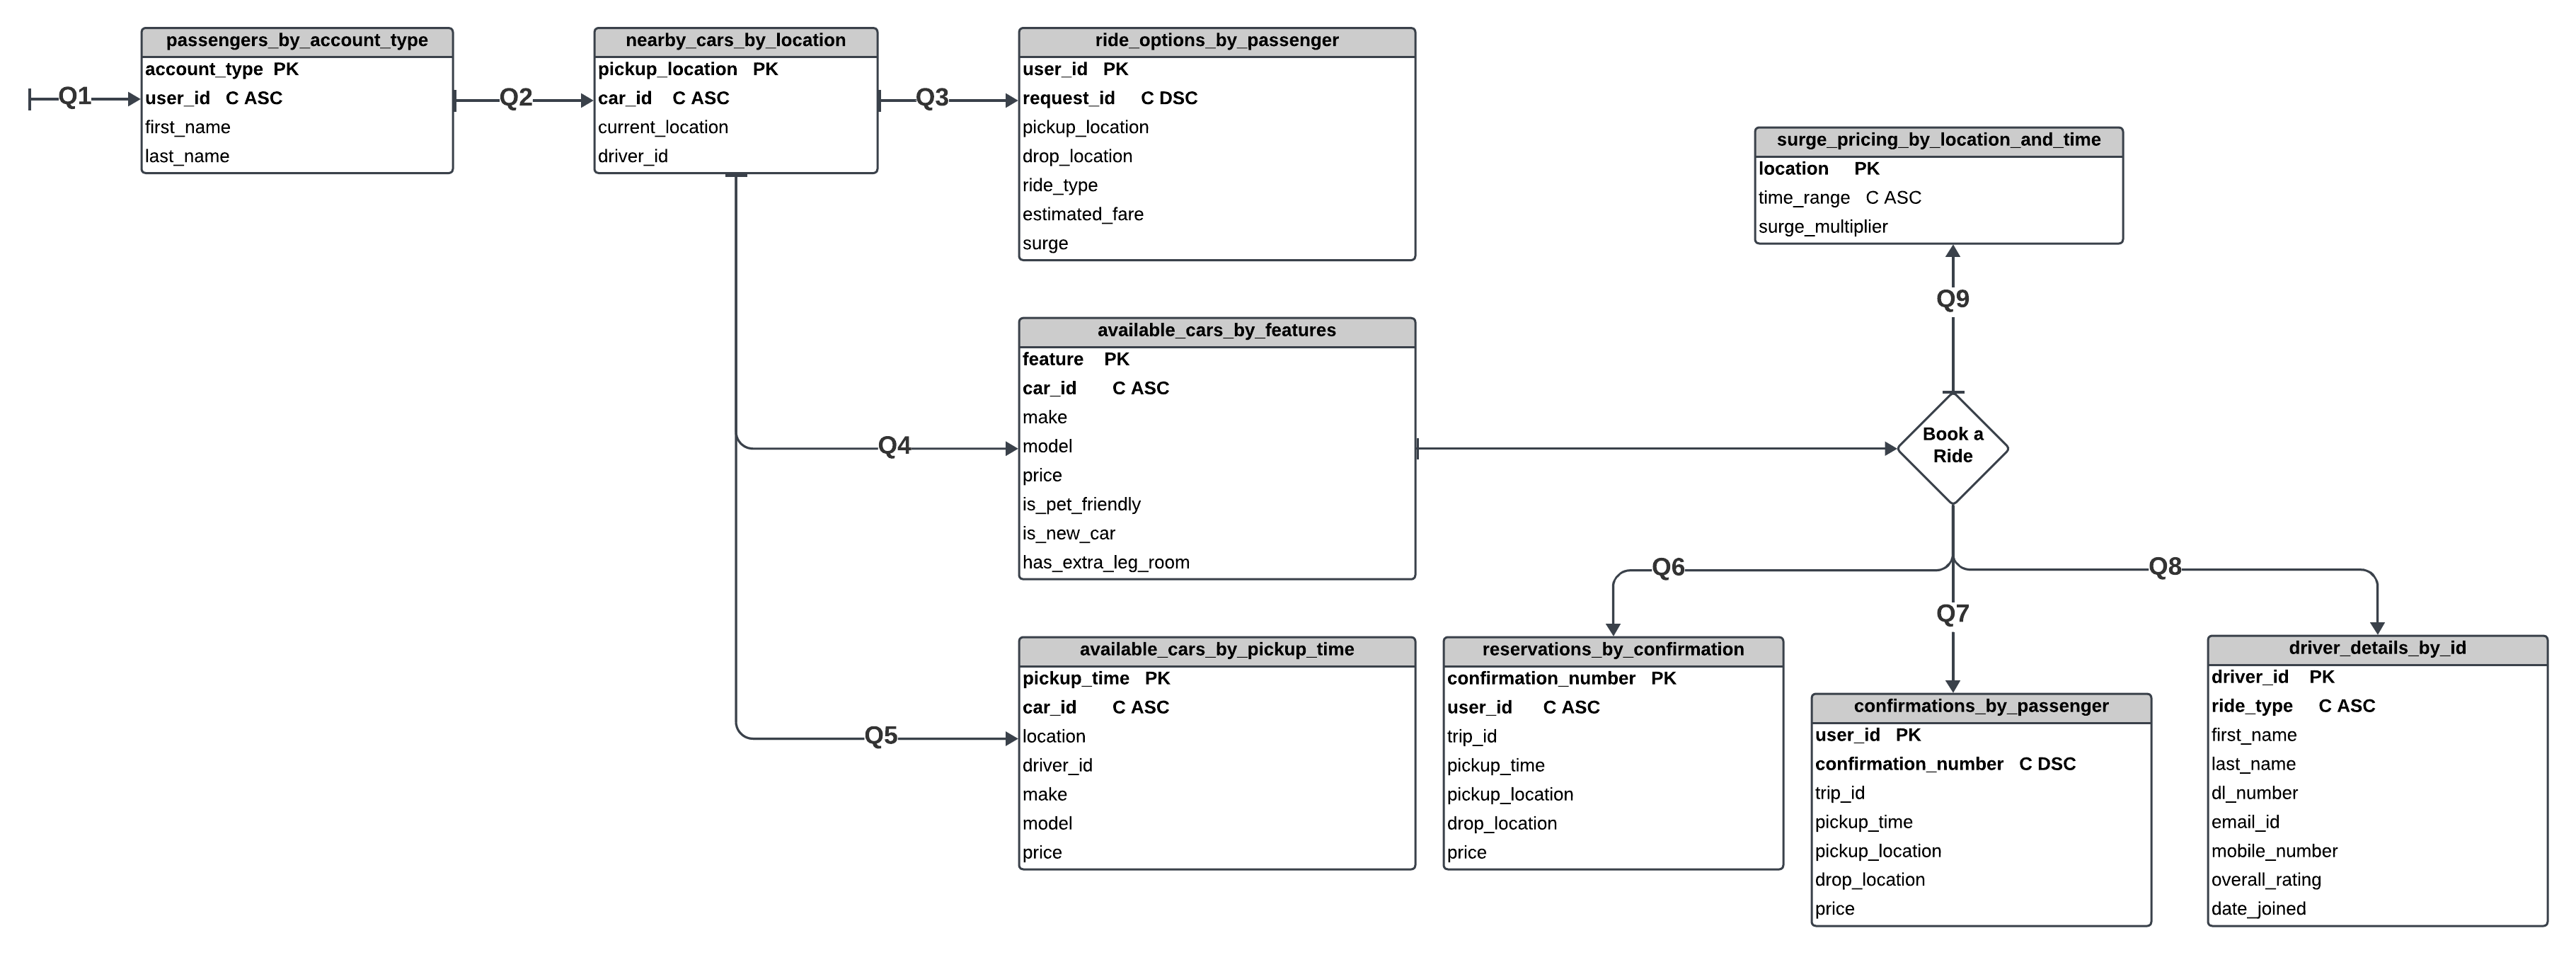 Q1
passengers_by_account_type
account_type PK
user_id C ASC
first_name
last_name
Q2
nearby_cars_by_location
pickup_location PK
car_id C ASC
current_location
driver_id
Q3
ride_options_by_passenger
user_id PK
request_id C DSC
pickup_location
drop_location
ride_type
estimated_fare
surge
surge_pricing_by_location_and_time
location PK
time_range C ASC
surge_multiplier
Q9
Q4
available_cars_by_features
feature PK
car_id C ASC
make
model
price
is_pet_friendly
is_new_car
has_extra_leg_room
Book a
Ride
Q5
available_cars_by_pickup_time
pickup_time PK
car_id C ASC
location
driver_id
make
model
price
Q6
reservations_by_confirmation
confirmation_number PK
user_id C ASC
trip_id
pickup_time
pickup_location
drop_location
price
Q7
confirmations_by_passenger
user_id PK
confirmation_number C DSC
trip_id
pickup_time
pickup_location
drop_location
price
Q8
driver_details_by_id
driver_id PK
ride_type C ASC
first_name
last_name
dl_number
email_id
mobile_number
overall_rating
date_joined